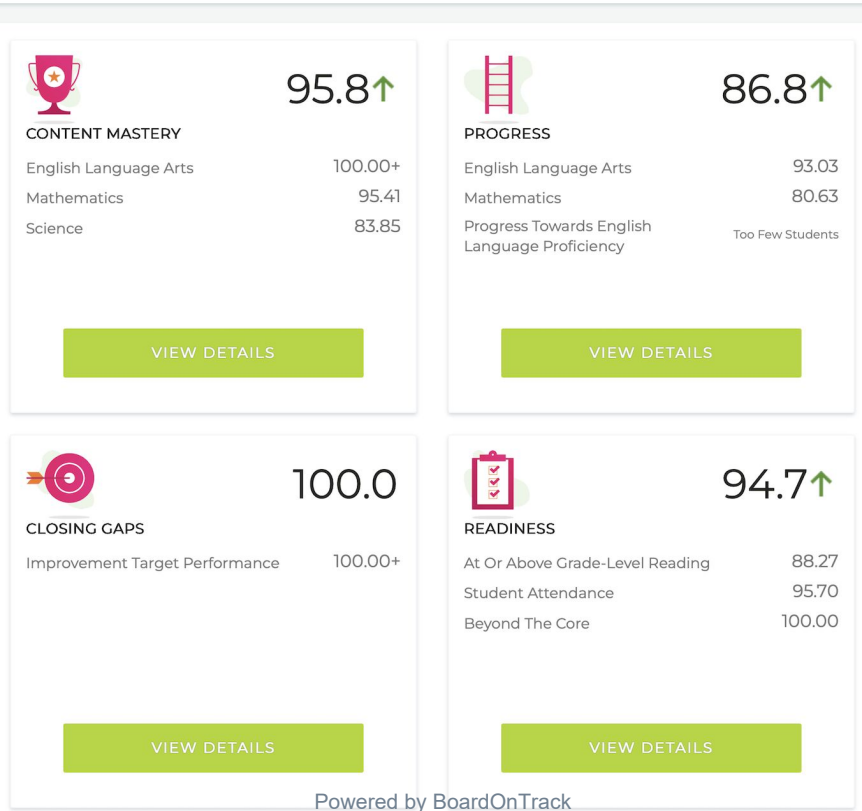 95.8↑
CONTENT MASTERY
English Language Arts 100.00+
Mathematics 95.41
Science 83.85
VIEW DETAILS
86.8↑
PROGRESS
English Language Arts 93.03
Mathematics 80.63
Progress Towards English
Language Proficiency Too Few Students
VIEW DETAILS
100.0
CLOSING GAPS
Improvement Target Performance 100.00+
VIEW DETAILS
94.7↑
READINESS
At Or Above Grade-Level Reading 88.27
Student Attendance 95.70
Beyond The Core 100.00
VIEW DETAILS
Powered by BoardOnTrack